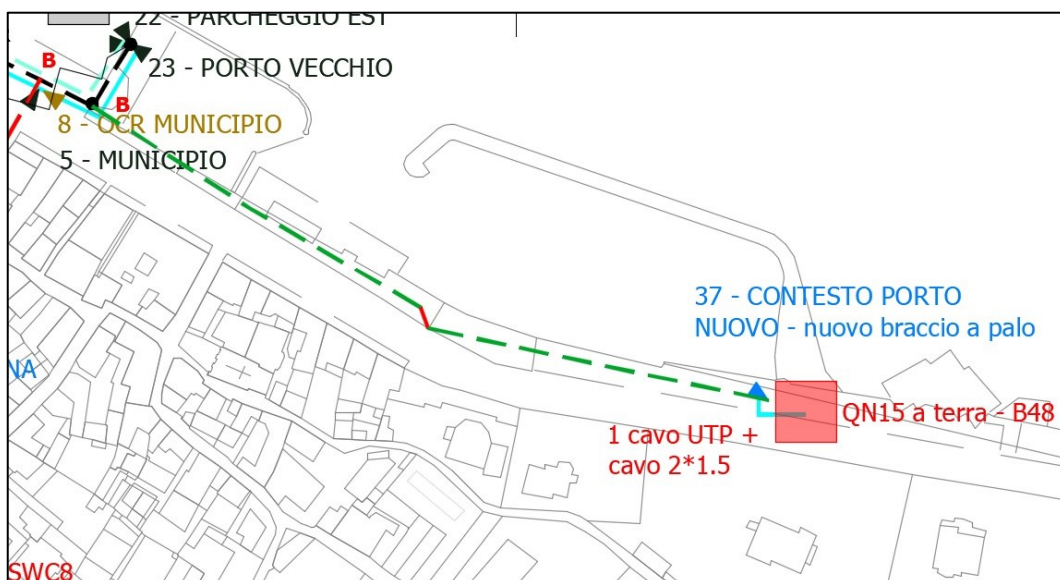 22 - PARCHEGGIO EST
B
23 - PORTO VECCHIO
B
8 - OCR MUNICIPIO
5 - MUNICIPIO
37 - CONTESTO PORTO
NUOVO - nuovo braccio a palo
NA
QN15 a terra - B48
1 cavo UTP +
cavo 2*1.5
SWC8